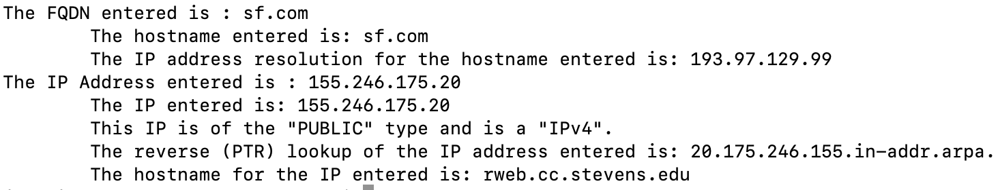 The FQDN entered is : sf.com
The hostname entered is: sf.com
The IP address resolution for the hostname entered is: 193.97.129.99
The IP Address entered is : 155.246.175.20
The IP entered is: 155.246.175.20
This IP is of the "PUBLIC" type and is a "IPv4".
The reverse (PTR) lookup of the IP address entered is: 20.175.246.155.in-addr.arpa.
The hostname for the IP entered is: rweb.cc.stevens.edu